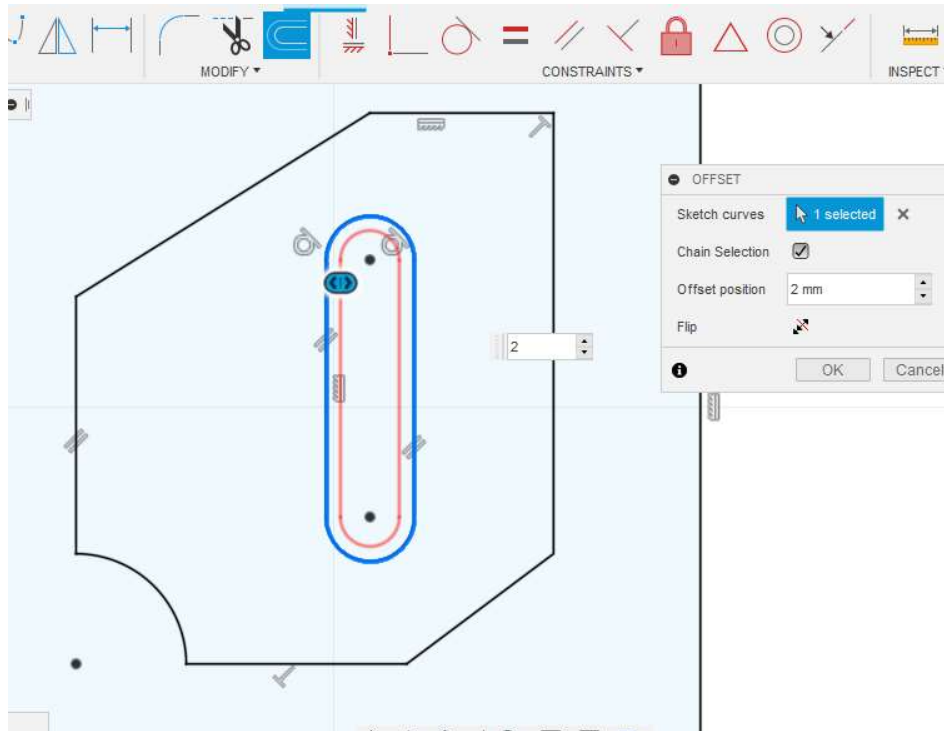 MODIFY ▾
CONSTRAINTS ▾
INSPECT
OFFSET
Sketch curves
1 selected
Chain Selection
Offset position
2 mm
Flip
2
OK
Cancel